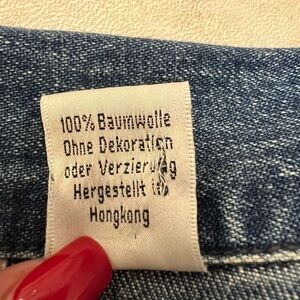 100% Baumwolle
Ohne Dekoration
oder Verzierung
Hergestellt in
Hongkong